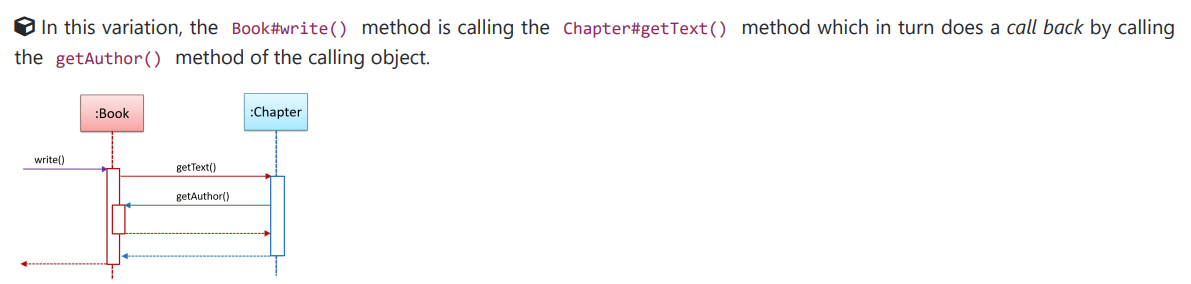 In this variation, the Book#write() method is calling the Chapter#getText() method which in turn does a call back by calling
the getAuthor() method of the calling object.
:Book
:Chapter
write()
getText()
getAuthor()